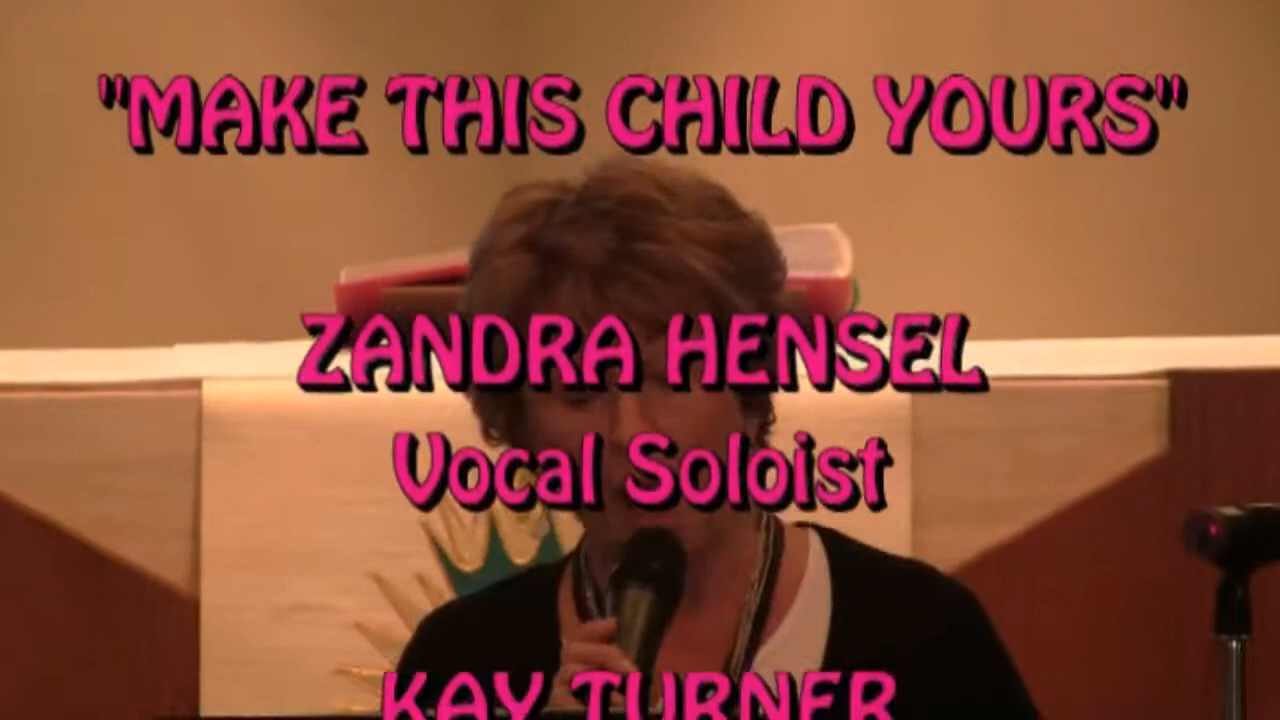 "MAKE THIS CHILD YOURS"
ZANDRA HENSEL
Vocal Soloist
KAY TURNER